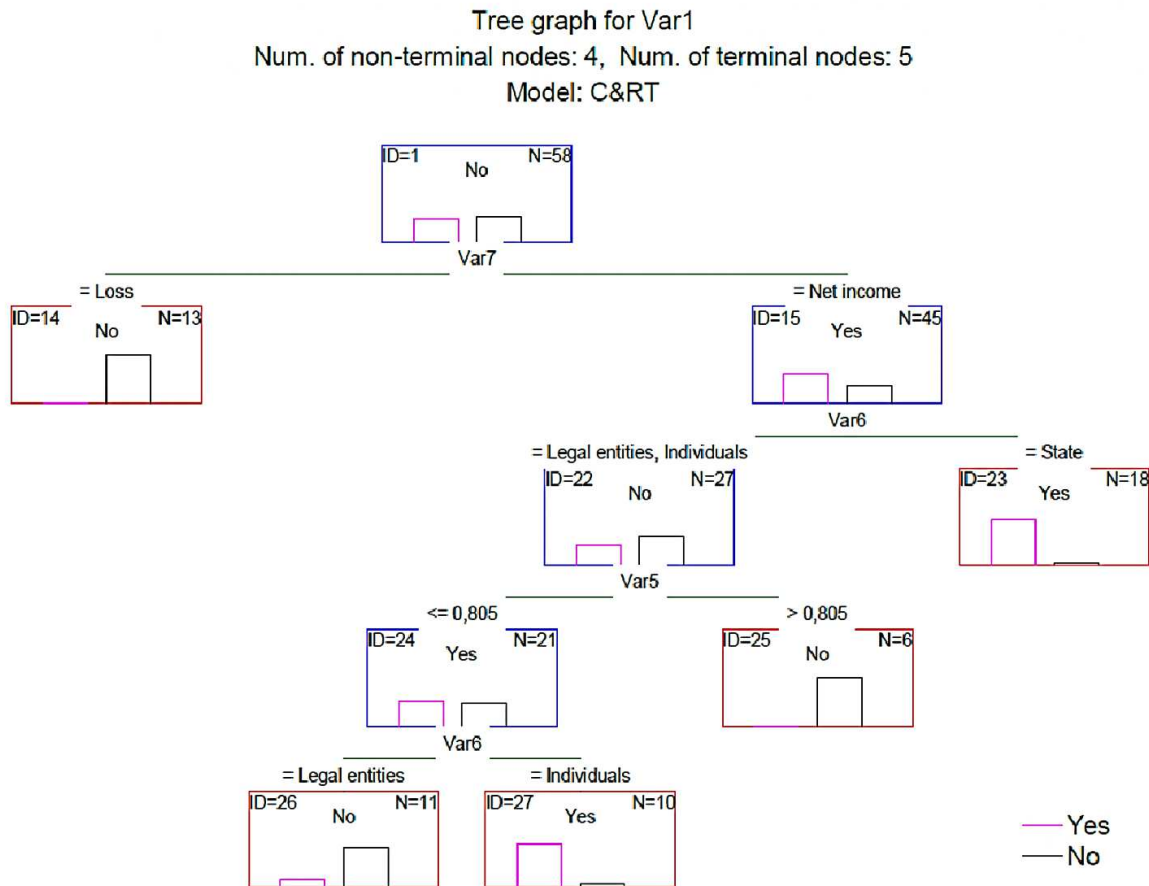 Tree graph for Var1
Num. of non-terminal nodes: 4, Num. of terminal nodes: 5
Model: C&RT
ID=1 N=58
No
Var7
= Loss = Net income
ID=14 N=13 ID=15 N=45
No Yes
Var6
= Legal entities, Individuals = State
ID=22 N=27 ID=23 N=18
No Yes
Var5
<= 0,805 > 0,805
ID=24 N=21 ID=25 N=6
Yes No
Var6
= Legal entities = Individuals
ID=26 N=11 ID=27 N=10
No Yes
Yes
No